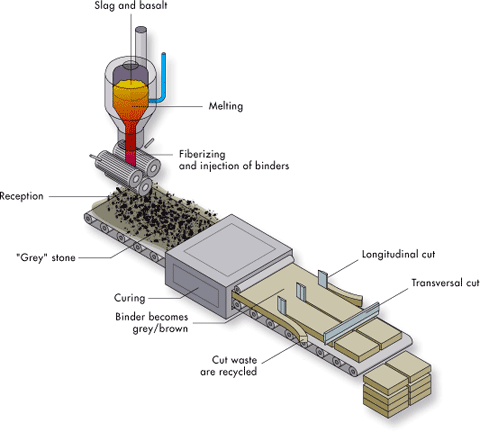 Slag and basalt
Melting
Fiberizing
and injection of binders
Reception
"Grey" stone
Longitudinal cut
Transversal cut
Curing
Binder becomes
grey/brown
Cut waste
are recycled